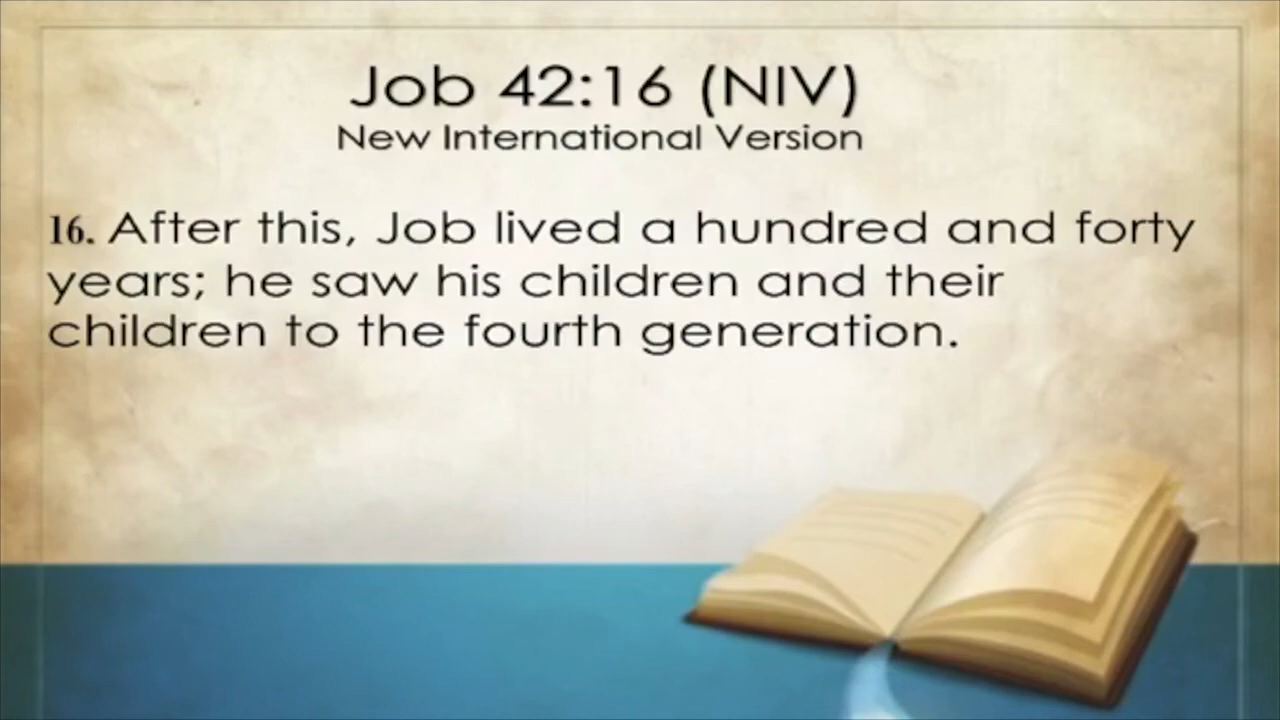 Job 42:16 (NIV)
New International Version
16. After this, Job lived a hundred and forty
years; he saw his children and their
children to the fourth generation.